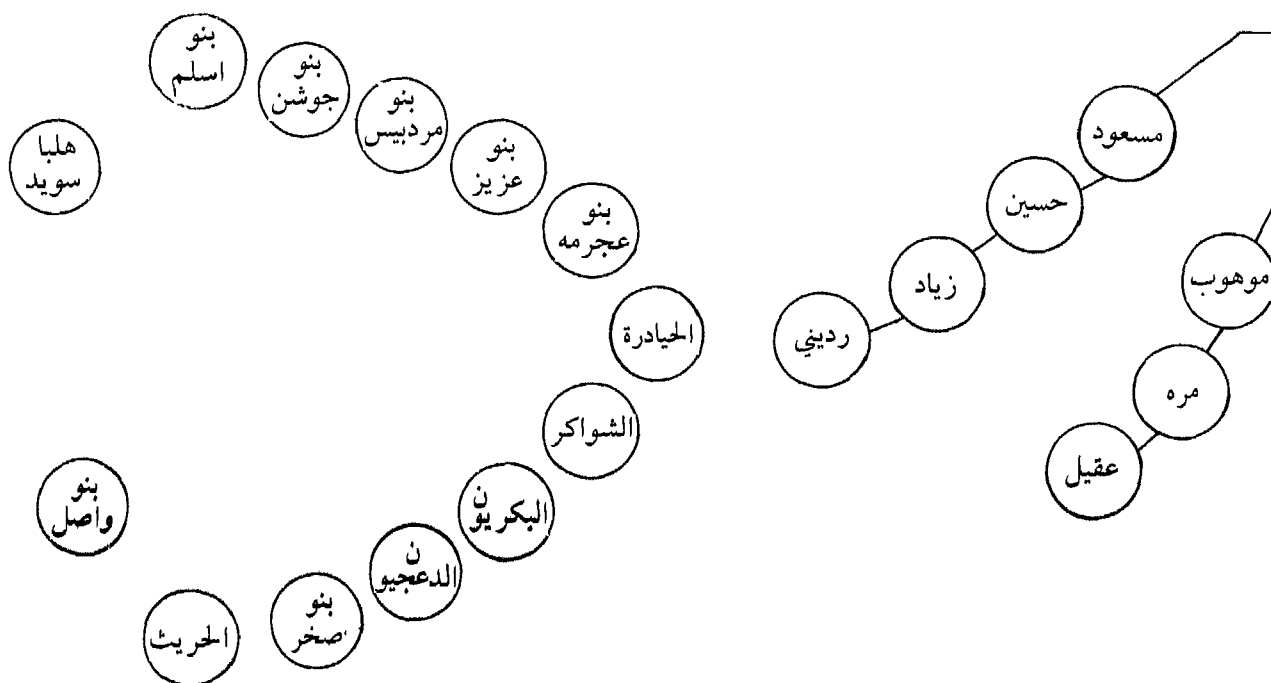 مسعود
حسين
زياد
رديني
موهوب
مره
عقيل
بنو
اسلم
بنو
جوشن
بنو
مردبيس
بنو
عزيز
بنو
عجرمه
الحيادرة
الشواكر
البكريون
الدعجيون
بنو
صخر
الحريث
بنو
واصل
هلبا
سويد